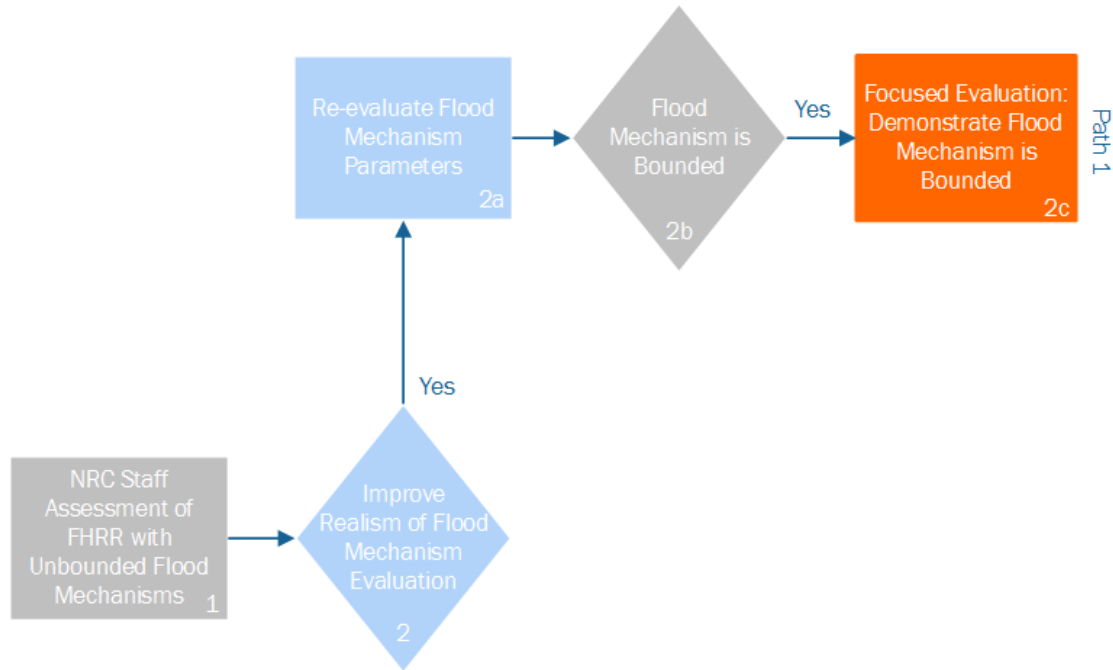 Re-evaluate Flood
Mechanism
Parameters
2a
Flood
Mechanism is
Bounded
2b
Yes
Focused Evaluation:
Demonstrate Flood
Mechanism is
Bounded
2c
Path 1
Yes
NRC Staff
Assessment of
FHRR with
Unbounded Flood
Mechanisms
1
Improve
Realism of Flood
Mechanism
Evaluation
2